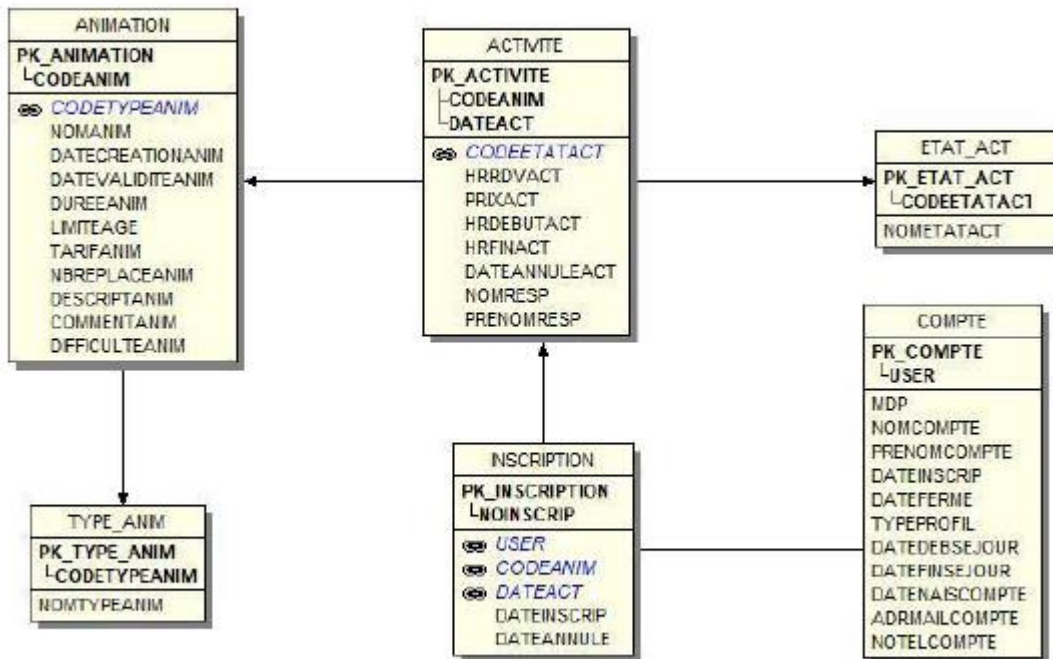 ANIMATION
PK_ANIMATION
CODEANIM
CODETYPEANIM
NOMANIM
DATECREATIONANIM
DATEVALIDITEANIM
DUREEANIM
LIMITEAGE
TARIFANIM
NBREPLACEANIM
DESCRIPTANIM
COMMENTANIM
DIFFICULTEANIM
ACTIVITE
PK_ACTIVITE
CODEANIM
DATEACT
CODEETATACT
HRRDVACT
PRIXACT
HRDEBUTACT
HRFINACT
DATEANNULEACT
NOMRESP
PRENOMRESP
ETAT_ACT
PK_ETAT_ACT
CODEETATACT
NOMETATACT
COMPTE
PK_COMPTE
USER
MDP
NOMCOMPTE
PRENOMCOMPTE
DATEINSCRIP
DATEFERME
TYPEPROFIL
DATEDEBSEJOUR
DATEFINSEJOUR
DATENAISCOMPTE
ADRMAILCOMPTE
NOTELCOMPTE
INSCRIPTION
PK_INSCRIPTION
NOINSCRIP
USER
CODEANIM
DATEACT
DATEINSCRIP
DATEANNULE
TYPE_ANIM
PK_TYPE_ANIM
CODETYPEANIM
NOMTYPEANIM